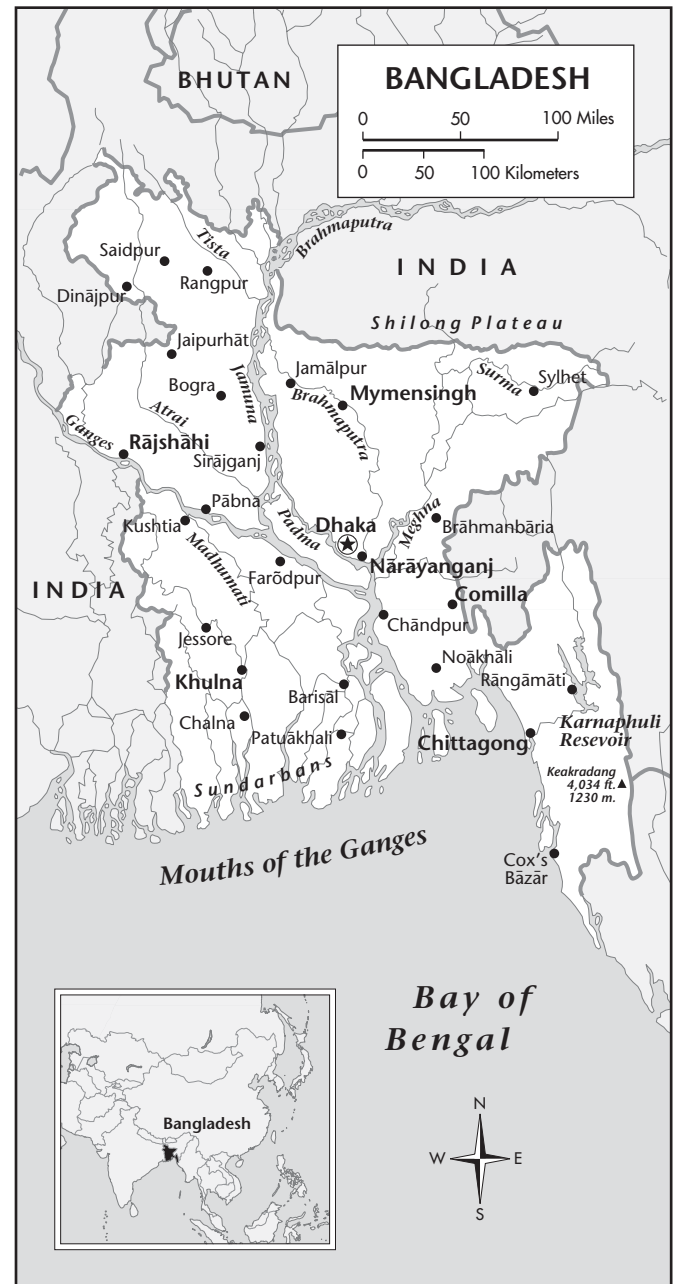 BHUTAN
BANGLADESH
0 50 100 Miles
0 50 100 Kilometers
Brahmaputra
Tista
Saidpur
Rangpur
Dinājpur
INDIA
Shilong Plateau
Jaipurhāt
Jamālpur
Bogra
Jamuna
Brahmaputra
Mymensingh
Surma
Sylhet
Atrai
Ganges
Rājshāhi
Sirājganj
Pābna
Padma
Dhaka
Meghna
Kushtia
Brāhmanbāria
Madhumati
Farōdpur
Nārāyanganj
INDIA
Comilla
Chāndpur
Jessore
Noākhāli
Khulna
Rāngāmāti
Barisāl
Chalna
Patuākhali
Karnaphuli
Resevoir
Chittagong
Sundarbans
Keakradang
4,034 ft.
1230 m.
Mouths of the Ganges
Cox's
Bāzār
Bay of
Bengal
Bangladesh
N
W E
S